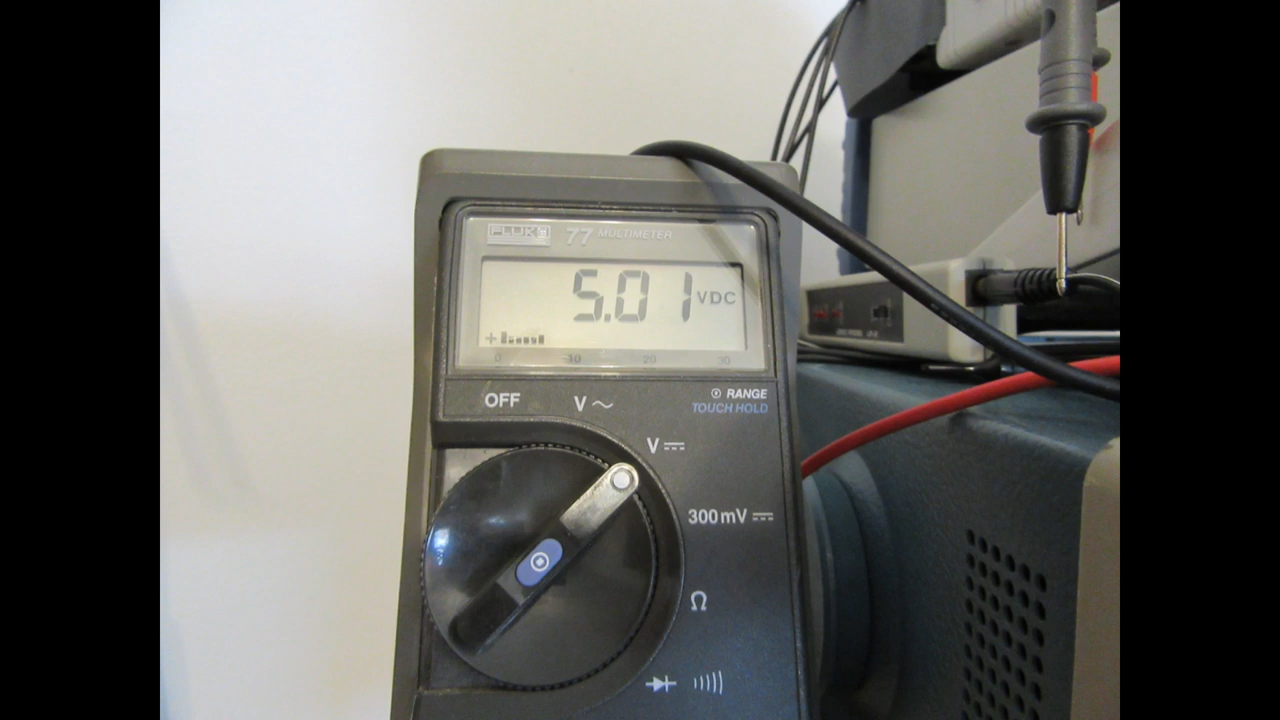 FLUKE 77 MULTIMETER
5.01 VDC
+
0 10 20 30
OFF V～ RANGE
TOUCH HOLD
V⎓
300mV⎓
Ω